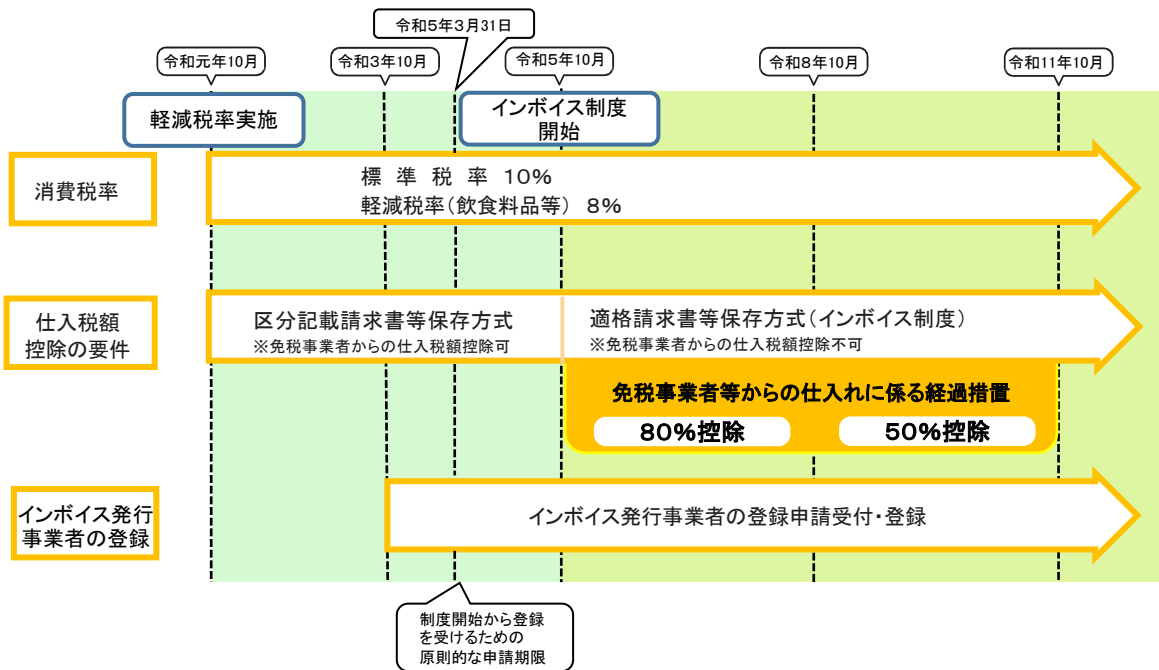 令和5年3月31日
令和元年10月
令和3年10月
令和5年10月
令和8年10月
令和11年10月
軽減税率実施
インボイス制度
開始
消費税率
標 準 税 率 10%
軽減税率(飲食料品等) 8%
仕入税額
控除の要件
区分記載請求書等保存方式
※免税事業者からの仕入税額控除可
適格請求書等保存方式(インボイス制度)
※免税事業者からの仕入税額控除不可
免税事業者等からの仕入れに係る経過措置
80%控除
50%控除
インボイス発行
事業者の登録
インボイス発行事業者の登録申請受付・登録
制度開始から登録
を受けるための
原則的な申請期限